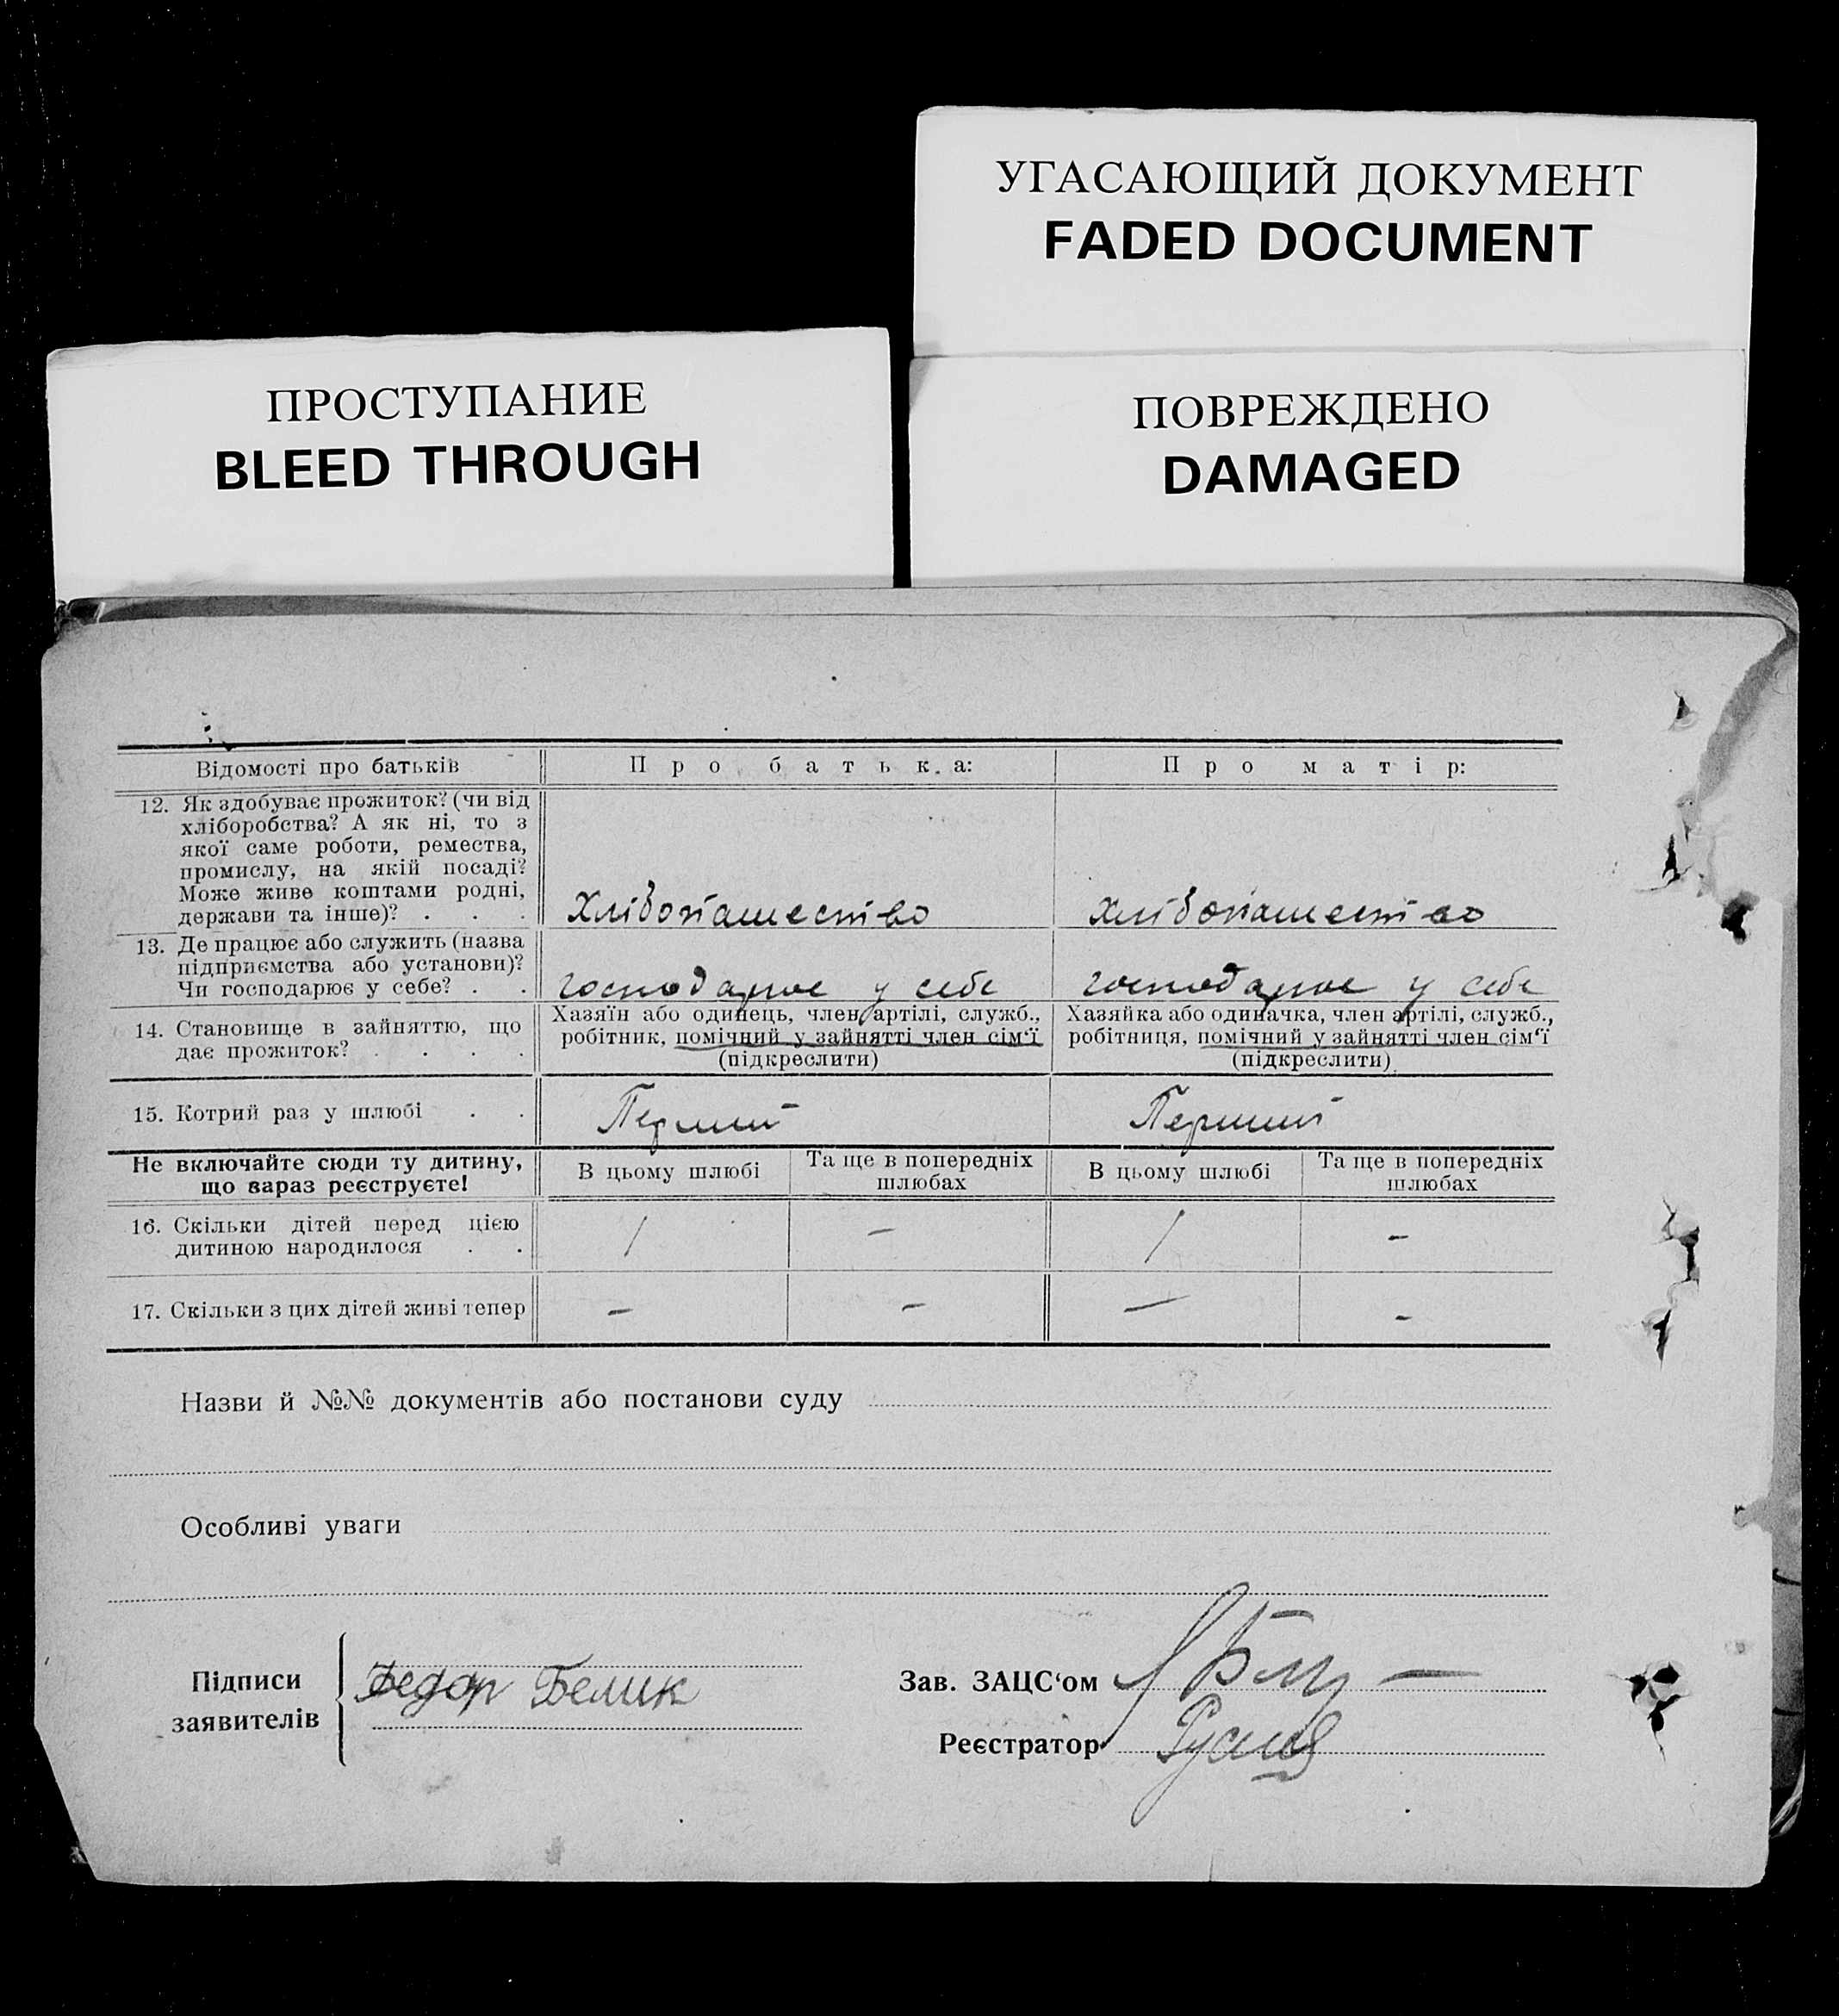 УГАСАЮЩИЙ ДОКУМЕНТ
FADED DOCUMENT
ПРОСТУПАНИЕ
BLEED THROUGH
ПОВРЕЖДЕНО
DAMAGED
Відомості про батьків
Про батька:
Про матір:
12. Як здобуває прожиток? (чи від
хліборобства? А як ні, то з
якої саме роботи, ремества,
промислу, на якій посаді?
Може живе коштами родні,
держави та інше)? . . .
Хлібопашество
Хлібопашество
13. Де працює або служить (назва
підприємства або установи)?
Чи господарює у себе? . .
господарює у себе
господарює у себе
14. Становище в зайняттю, що
дає прожиток? . . . .
Хазяїн або одинець, член артілі, служб.,
робітник, помічний у зайнятті член сім'ї
(підкреслити)
Хазяйка або одиначка, член артілі, служб.,
робітниця, помічний у зайнятті член сім'ї
(підкреслити)
15. Котрий раз у шлюбі . .
Перший
Перший
Не включайте сюди ту дитину,
що зараз реєструєте!
В цьому шлюбі
Та ще в попередніх
шлюбах
В цьому шлюбі
Та ще в попередніх
шлюбах
16. Скільки дітей перед цією
дитиною народилося . .
/
–
/
–
17. Скільки з цих дітей живі тепер
–
–
–
–
Назви й №№ документів або постанови суду
Особливі уваги
Підписи
заявителів
Федор Белик
Зав. ЗАЦС'ом
Реєстратор